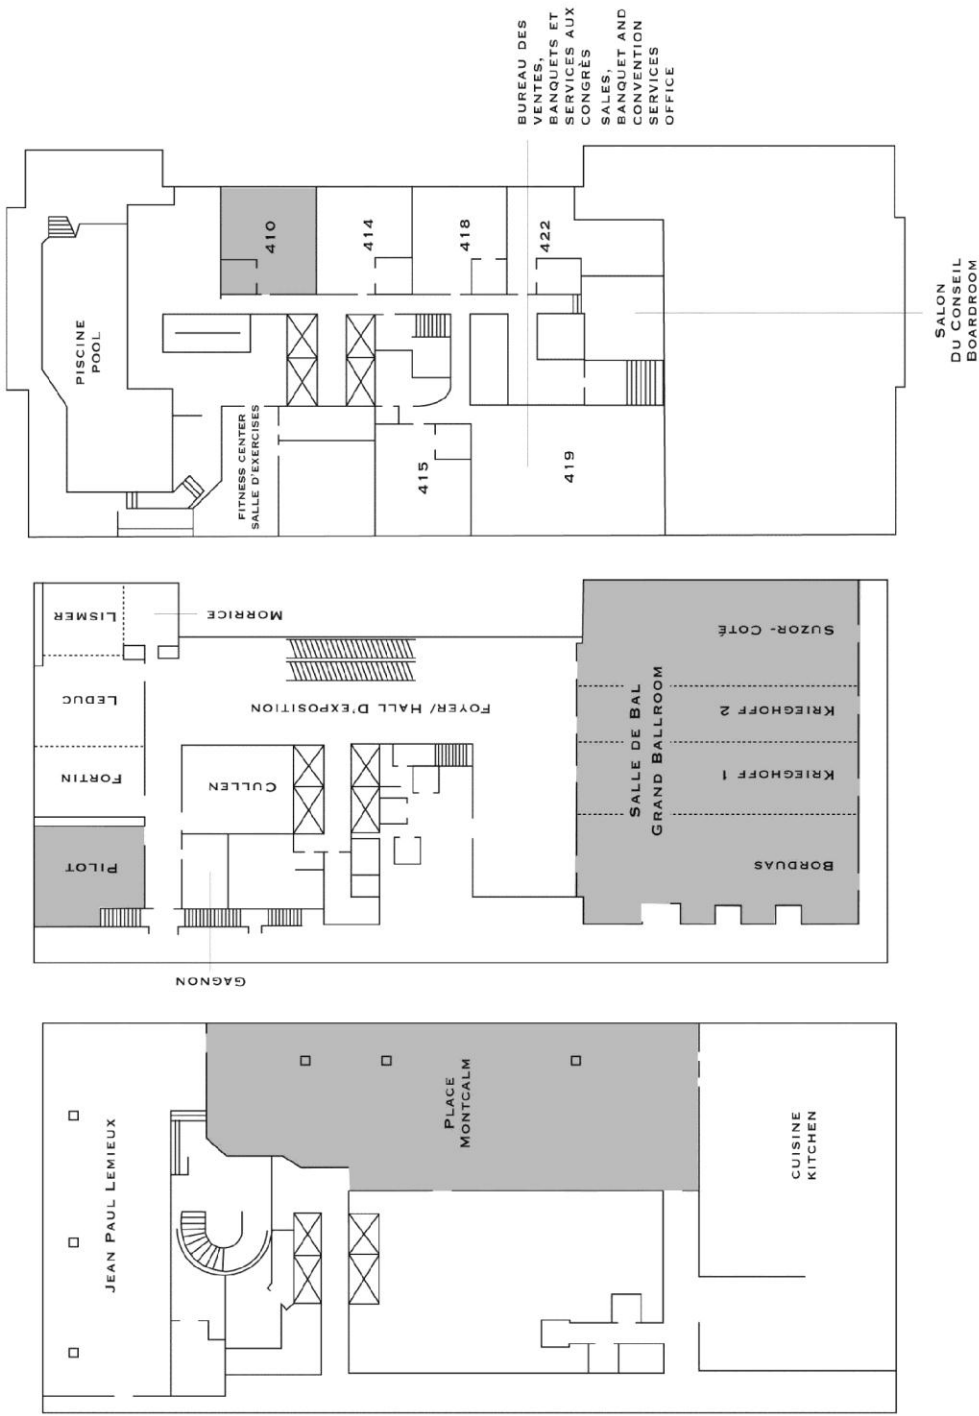 BUREAU DES
VENTES,
BANQUETS ET
SERVICES AUX
CONGRÈS
SALES,
BANQUET AND
CONVENTION
SERVICES
OFFICE
PISCINE
POOL
410
414
418
422
FITNESS CENTER
SALLE D'EXERCISES
415
419
SALON
DU CONSEIL
BOARDROOM
LISMER
MORRICE
LEDUC
FORTIN
PILOT
CULLEN
GAGNON
FOYER/ HALL D'EXPOSITION
SALLE DE BAL
GRAND BALLROOM
SUZOR- COTÉ
KRIEGHOFF 2
KRIEGHOFF 1
BORDUAS
JEAN PAUL LEMIEUX
PLACE
MONTCALM
CUISINE
KITCHEN